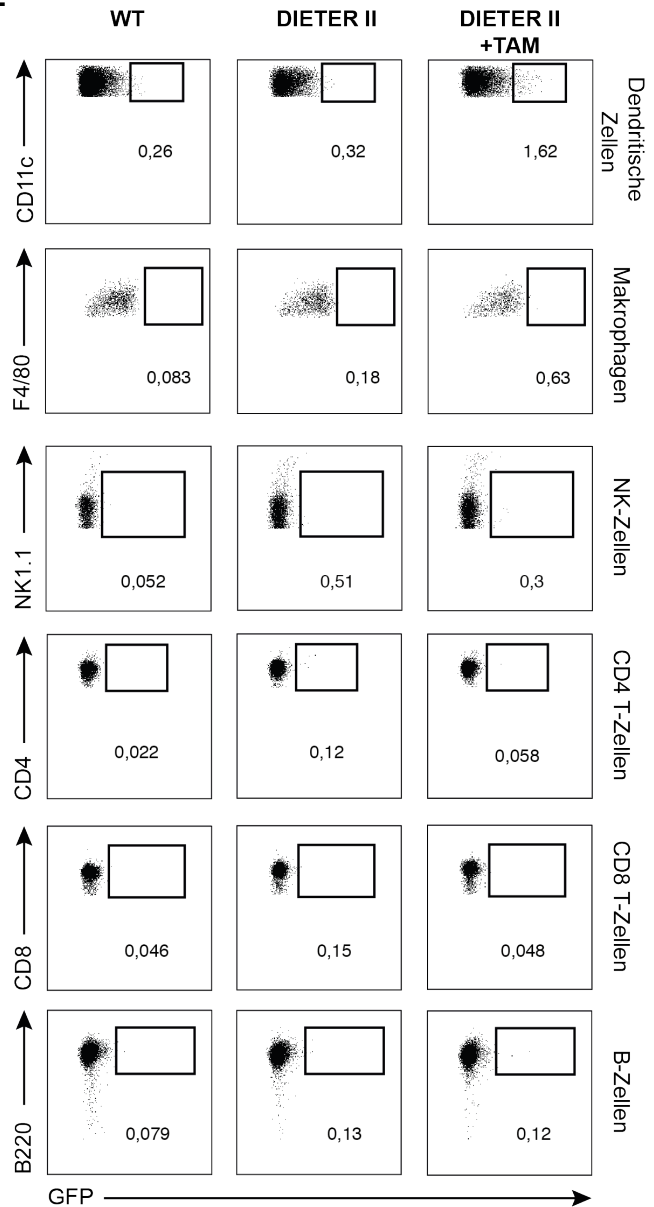 WT
DIETER II
DIETER II
+TAM
CD11c
0,26
0,32
1,62
Dendritische
Zellen
F4/80
0,083
0,18
0,63
Makrophagen
NK1.1
0,052
0,51
0,3
NK-Zellen
CD4
0,022
0,12
0,058
CD4 T-Zellen
CD8
0,046
0,15
0,048
CD8 T-Zellen
B220
0,079
0,13
0,12
B-Zellen
GFP